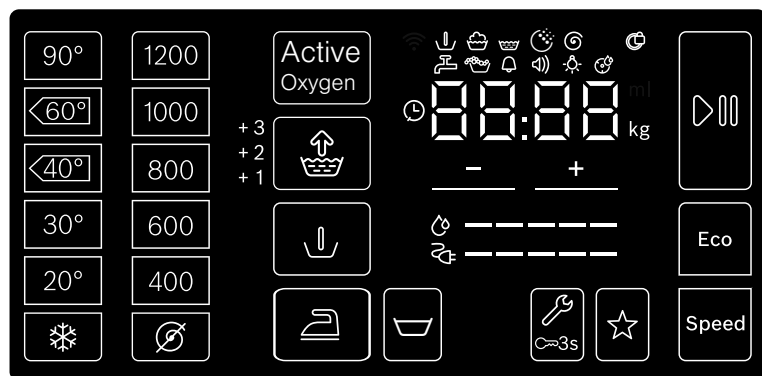 90° 1200 Active
Oxygen
60° 1000
+ 3
+ 2
+ 1
40° 800
30° 600
20° 400
88:88
ml
kg
− +
Eco
3s
Speed